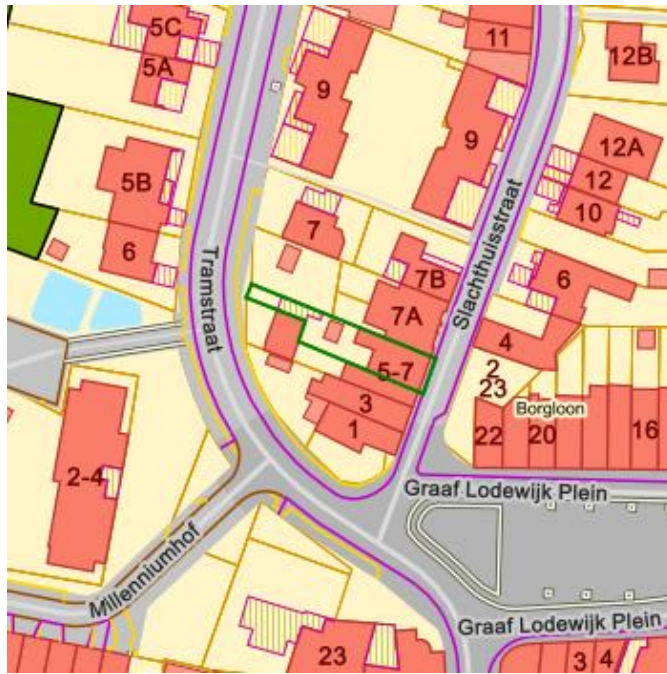 5C
11
5A
12B
9
9
12A
5B
12
10
7
6
Tramstraat
Slachthuisstraat
7B
6
7A
4
5-7
2
23
3
Borgloon
1
22
20
16
2-4
Graaf Lodewijk Plein
Millenniumhof
Graaf Lodewijk Plein
23
3
4